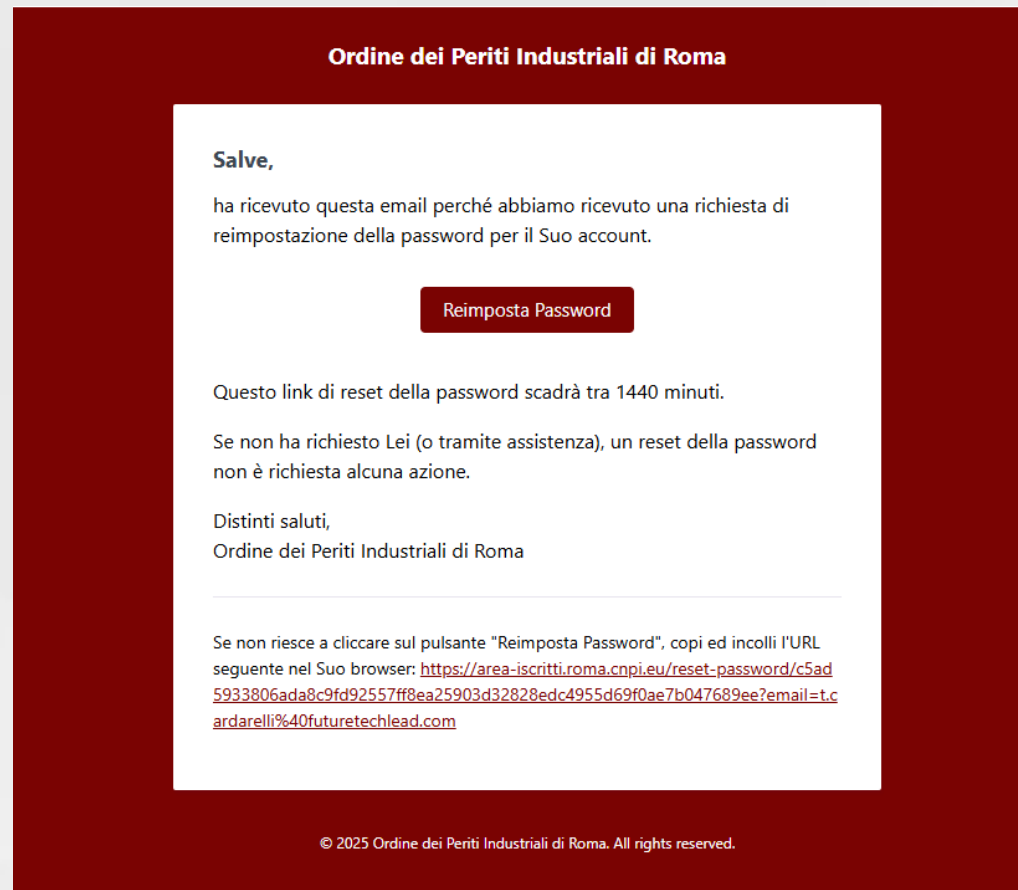 Ordine dei Periti Industriali di Roma
Salve,
ha ricevuto questa email perché abbiamo ricevuto una richiesta di
reimpostazione della password per il Suo account.
Reimposta Password
Questo link di reset della password scadrà tra 1440 minuti.
Se non ha richiesto Lei (o tramite assistenza), un reset della password
non è richiesta alcuna azione.
Distinti saluti,
Ordine dei Periti Industriali di Roma
Se non riesce a cliccare sul pulsante "Reimposta Password", copi ed incolli l'URL
seguente nel Suo browser: https://area-iscritti.roma.cnpi.eu/reset-password/c5ad
5933806ada8c9fd92557ff8ea25903d32828edc4955d69f0ae7b047689ee?email=t.c
ardarelli%40futuretechlead.com
© 2025 Ordine dei Periti Industriali di Roma. All rights reserved.